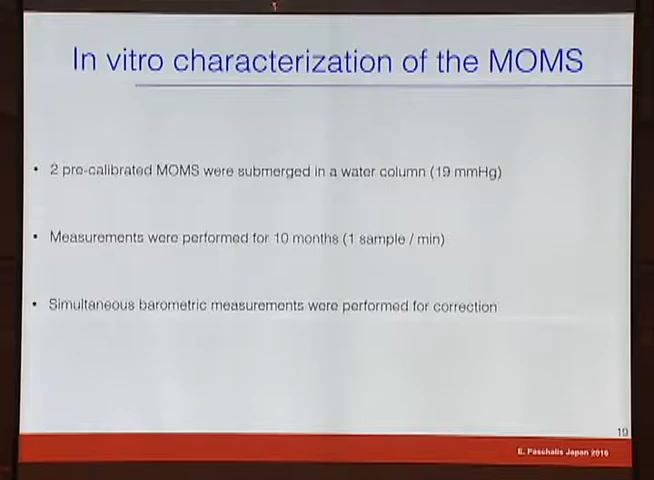 In vitro characterization of the MOMS
• 2 pre-calibrated MOMS were submerged in a water column (19 mmHg)
• Measurements were performed for 10 months (1 sample / min)
• Simultaneous barometric measurements were performed for correction
19
E. Paschalis Japan 2016